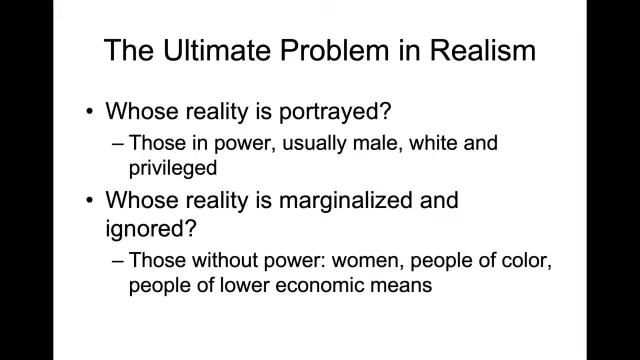 The Ultimate Problem in Realism
• Whose reality is portrayed?
– Those in power, usually male, white and
privileged
• Whose reality is marginalized and
ignored?
– Those without power: women, people of color,
people of lower economic means